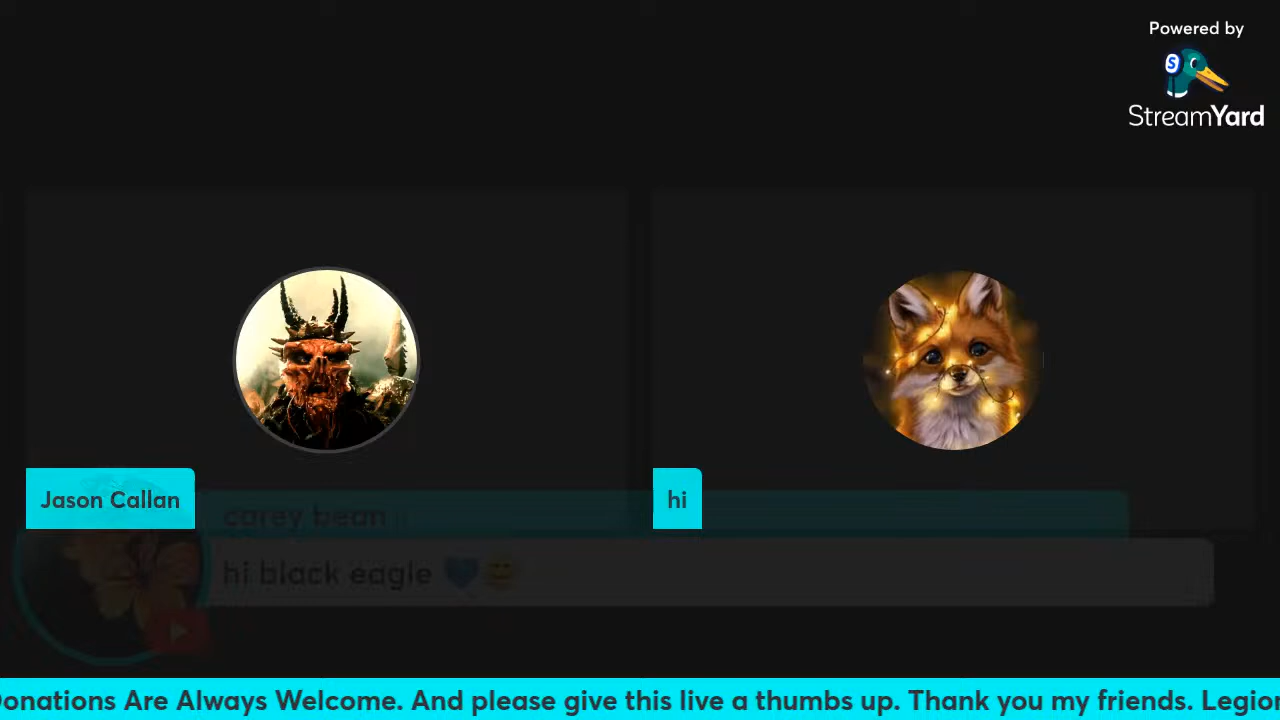 Powered by
S
StreamYard
Jason Callan
hi
carey bean
hi black eagle 💙😎
Donations Are Always Welcome. And please give this live a thumbs up. Thank you my friends. Legion